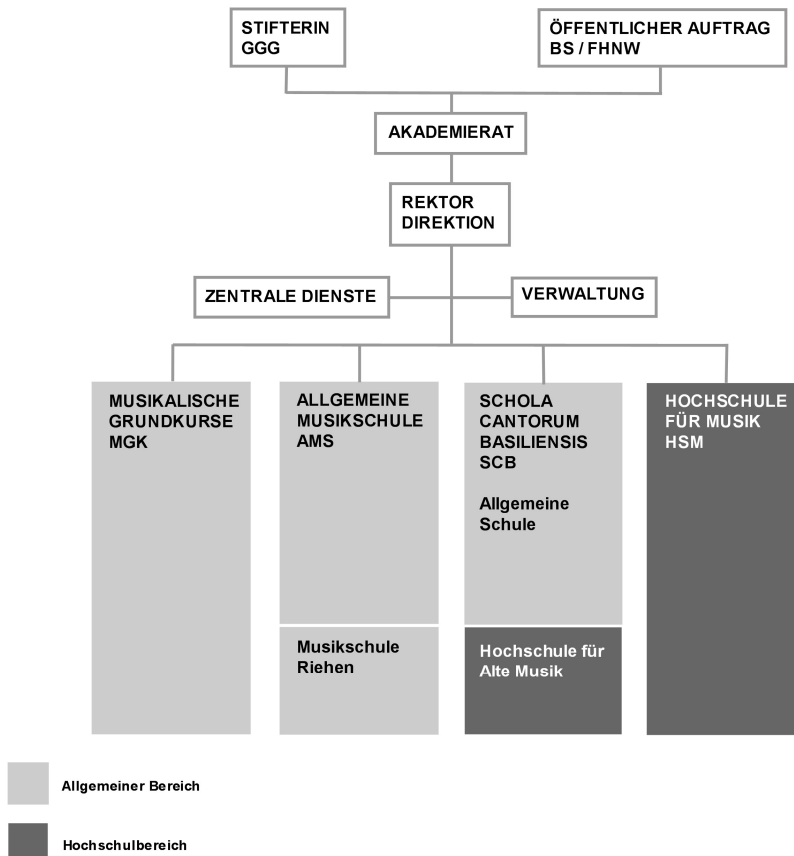 STIFTERIN
GGG
ÖFFENTLICHER AUFTRAG
BS / FHNW
AKADEMIERAT
REKTOR
DIREKTION
ZENTRALE DIENSTE
VERWALTUNG
MUSIKALISCHE
GRUNDKURSE
MGK
ALLGEMEINE
MUSIKSCHULE
AMS
Musikschule
Riehen
SCHOLA
CANTORUM
BASILIENSIS
SCB
Allgemeine
Schule
Hochschule für
Alte Musik
HOCHSCHULE
FÜR MUSIK
HSM
Allgemeiner Bereich
Hochschulbereich